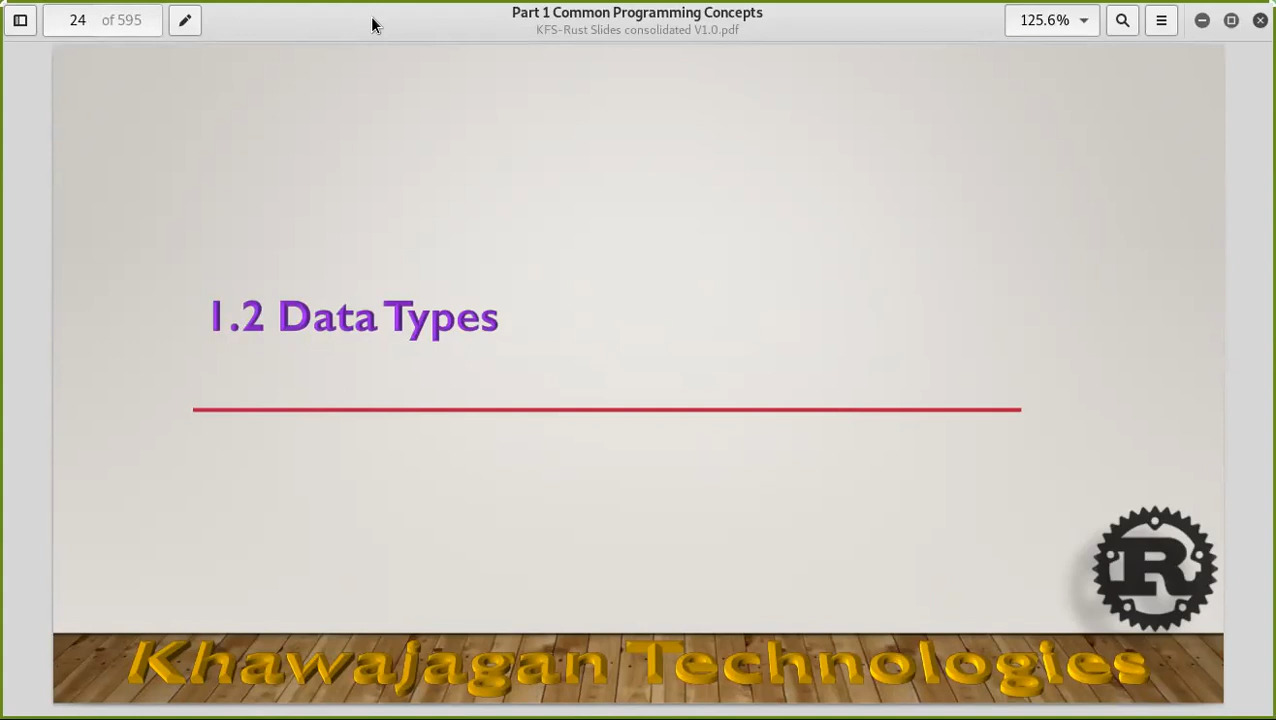 24 of 595
Part 1 Common Programming Concepts
KFS-Rust Slides consolidated V1.0.pdf
125.6%
1.2 Data Types
R
Khawajagan Technologies